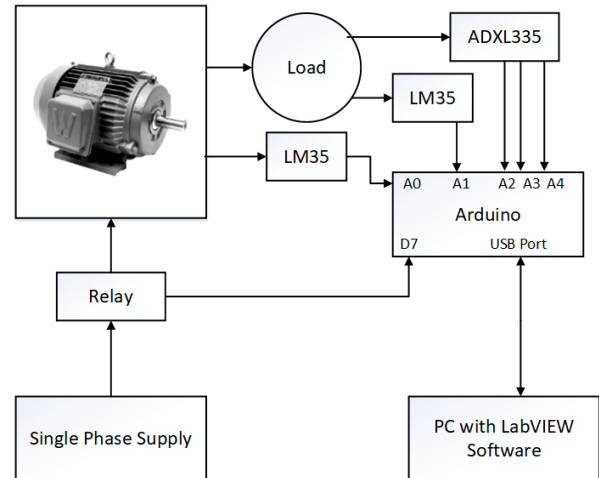 ADXL335
Load
LM35
LM35
A0 A1 A2 A3 A4
Arduino
D7 USB Port
Relay
Single Phase Supply
PC with LabVIEW
Software
W